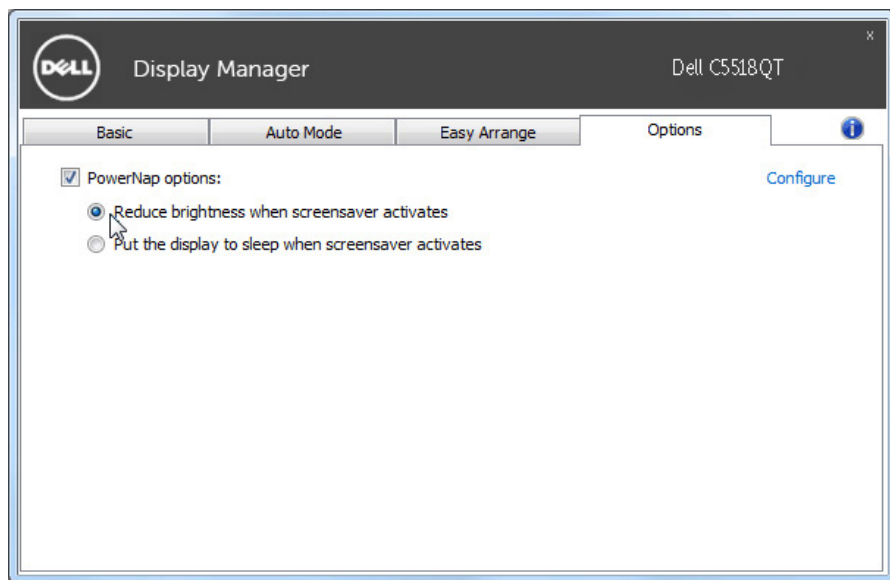 DELL Display Manager Dell C5518QT x
Basic Auto Mode Easy Arrange Options i
PowerNap options: Configure
Reduce brightness when screensaver activates
Put the display to sleep when screensaver activates